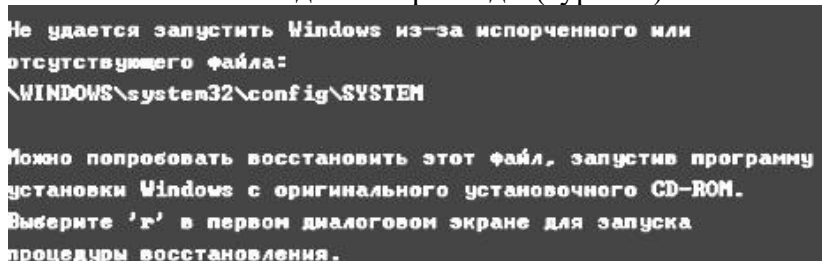 Не удается запустить Windows из-за испорченного или
отсутствующего файла:
\WINDOWS\system32\config\SYSTEM
Можно попробовать восстановить этот файл, запустив программу
установки Windows с оригинального установочного CD-ROM.
Выберите 'r' в первом диалоговом экране для запуска
процедуры восстановления.